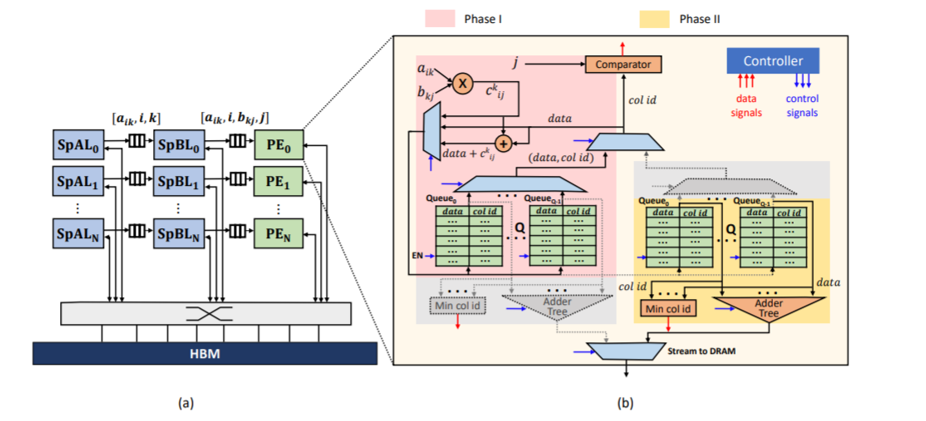 Phase I
Phase II
[a_ik, i, k]
[a_ik, i, b_kj, j]
SpAL_0
SpBL_0
PE_0
SpAL_1
SpBL_1
PE_1
⋮
⋮
⋮
SpAL_N
SpBL_N
PE_N
HBM
(a)
a_ik
b_kj
X
c^k_ij
j
Comparator
Controller
data signals
control signals
col id
data
+
data + c^k_ij
(data, col id)
Queue_0
...
Queue_Q-1
data
col id
data
col id
...
...
...
...
Q
EN
Queue_0
...
Queue_Q-1
data
col id
data
col id
...
...
...
...
Q
col id
data
...
...
Min col id
Adder Tree
...
...
Min col id
Adder Tree
Stream to DRAM
(b)